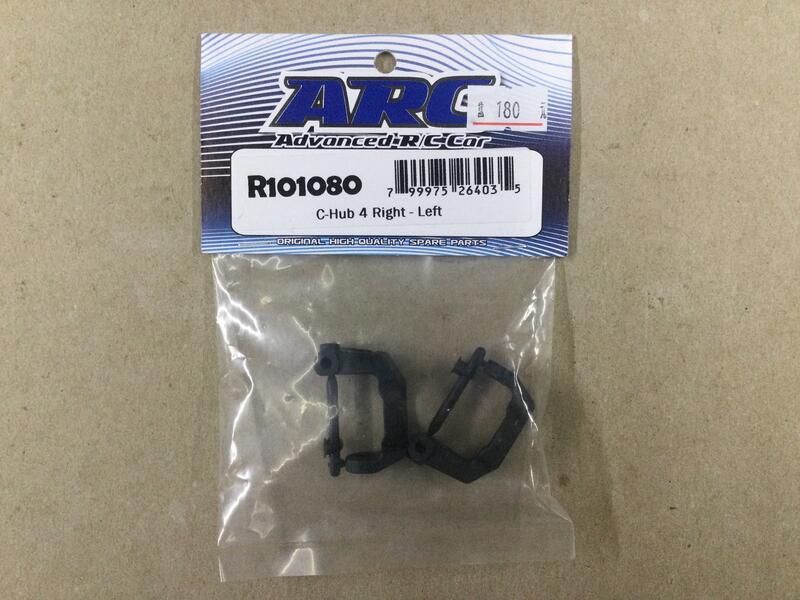 ARC
180
Advanced R/C Car
R101080
7 99975 26403 5
C-Hub 4 Right - Left
ORIGINAL HIGH QUALITY SPARE PARTS